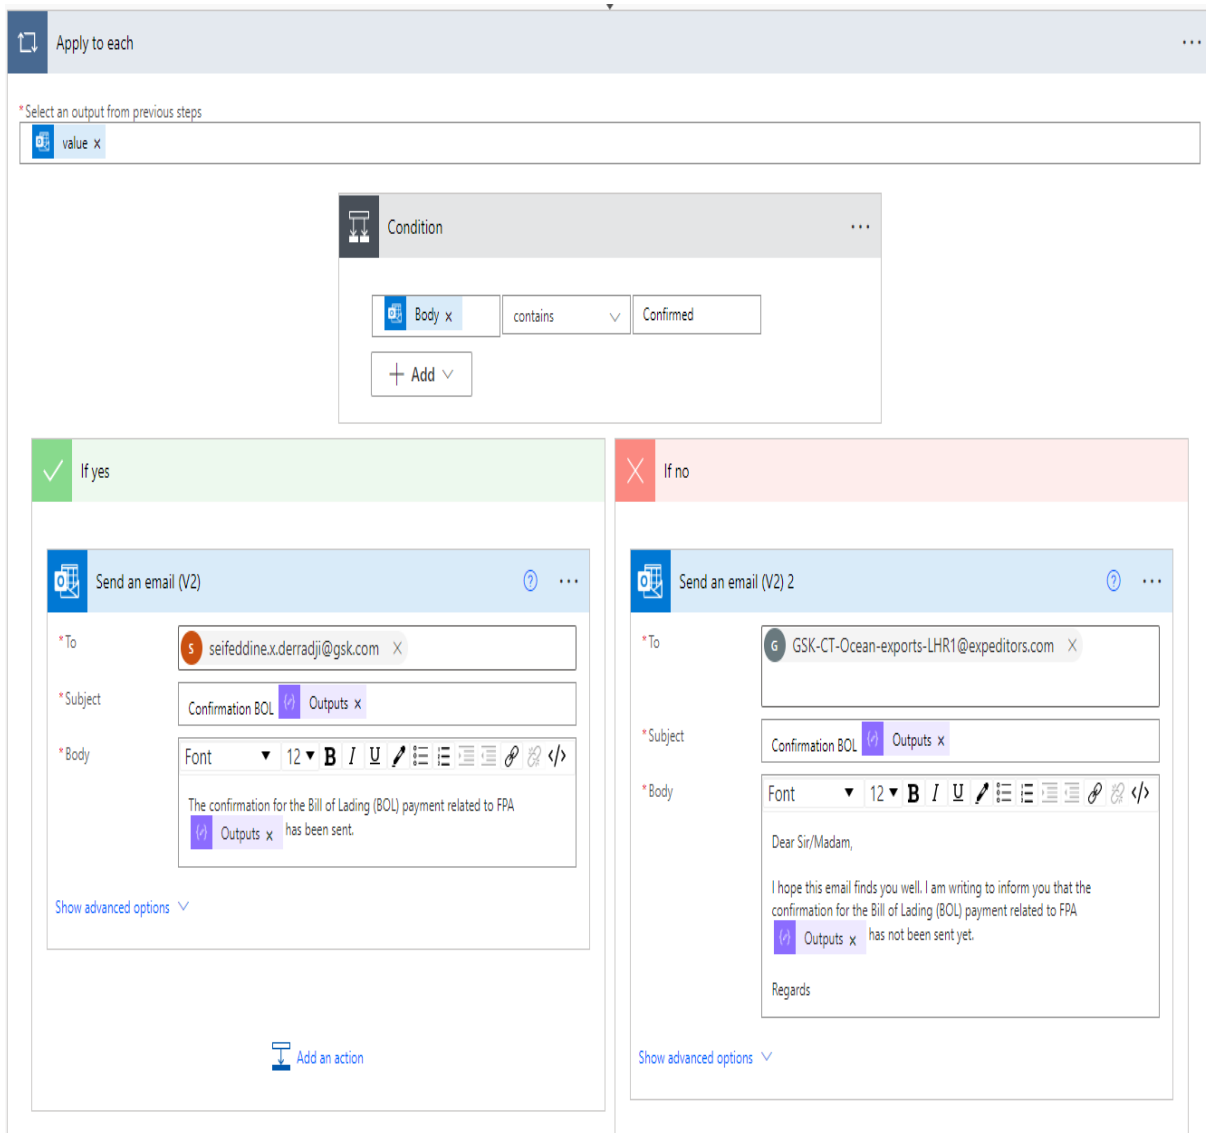 Apply to each
* Select an output from previous steps
value x
Condition
Body x contains Confirmed
+ Add
If yes
Send an email (V2)
* To
S seifeddine.x.derradji@gsk.com X
* Subject
Confirmation BOL Outputs x
* Body
Font 12 B I U </>
The confirmation for the Bill of Lading (BOL) payment related to FPA
Outputs x has been sent.
Show advanced options
Add an action
If no
Send an email (V2) 2
* To
G GSK-CT-Ocean-exports-LHR1@expeditors.com X
* Subject
Confirmation BOL Outputs x
* Body
Font 12 B I U </>
Dear Sir/Madam,
I hope this email finds you well. I am writing to inform you that the
confirmation for the Bill of Lading (BOL) payment related to FPA
Outputs x has not been sent yet.
Regards
Show advanced options